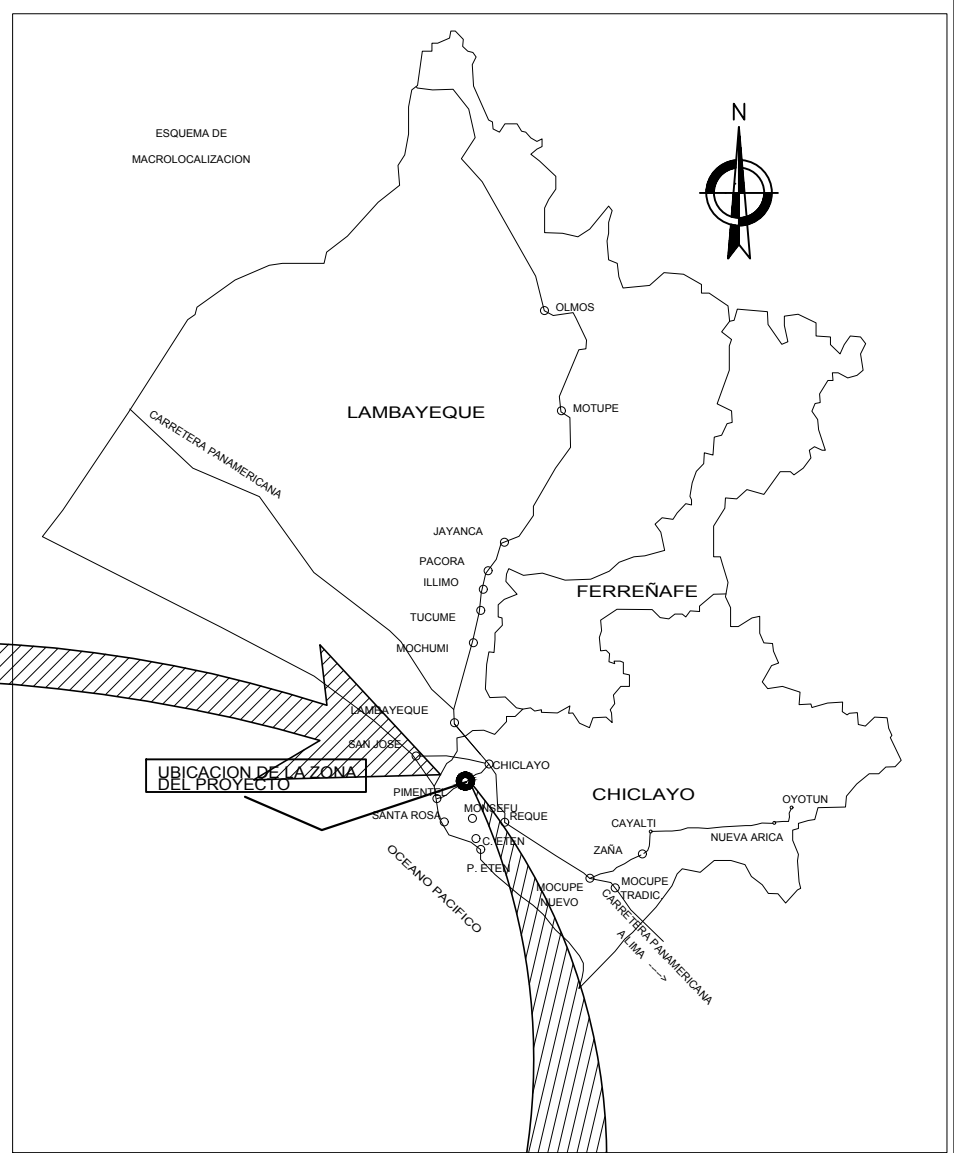 ESQUEMA DE
MACROLOCALIZACION
N
OLMOS
LAMBAYEQUE
MOTUPE
CARRETERA PANAMERICANA
JAYANCA
PACORA
ILLIMO
FERREÑAFE
TUCUME
MOCHUMI
LAMBAYEQUE
SAN JOSE
CHICLAYO
UBICACION DE LA ZONA
DEL PROYECTO
PIMENTEL
CHICLAYO
OYOTUN
MONSEFU
SANTA ROSA
REQUE
CAYALTI
NUEVA ARICA
C. ETEN
ZAÑA
OCEANO PACIFICO
P. ETEN
MOCUPE
NUEVO
MOCUPE
TRADIC.
CARRETERA PANAMERICANA
A LIMA --->